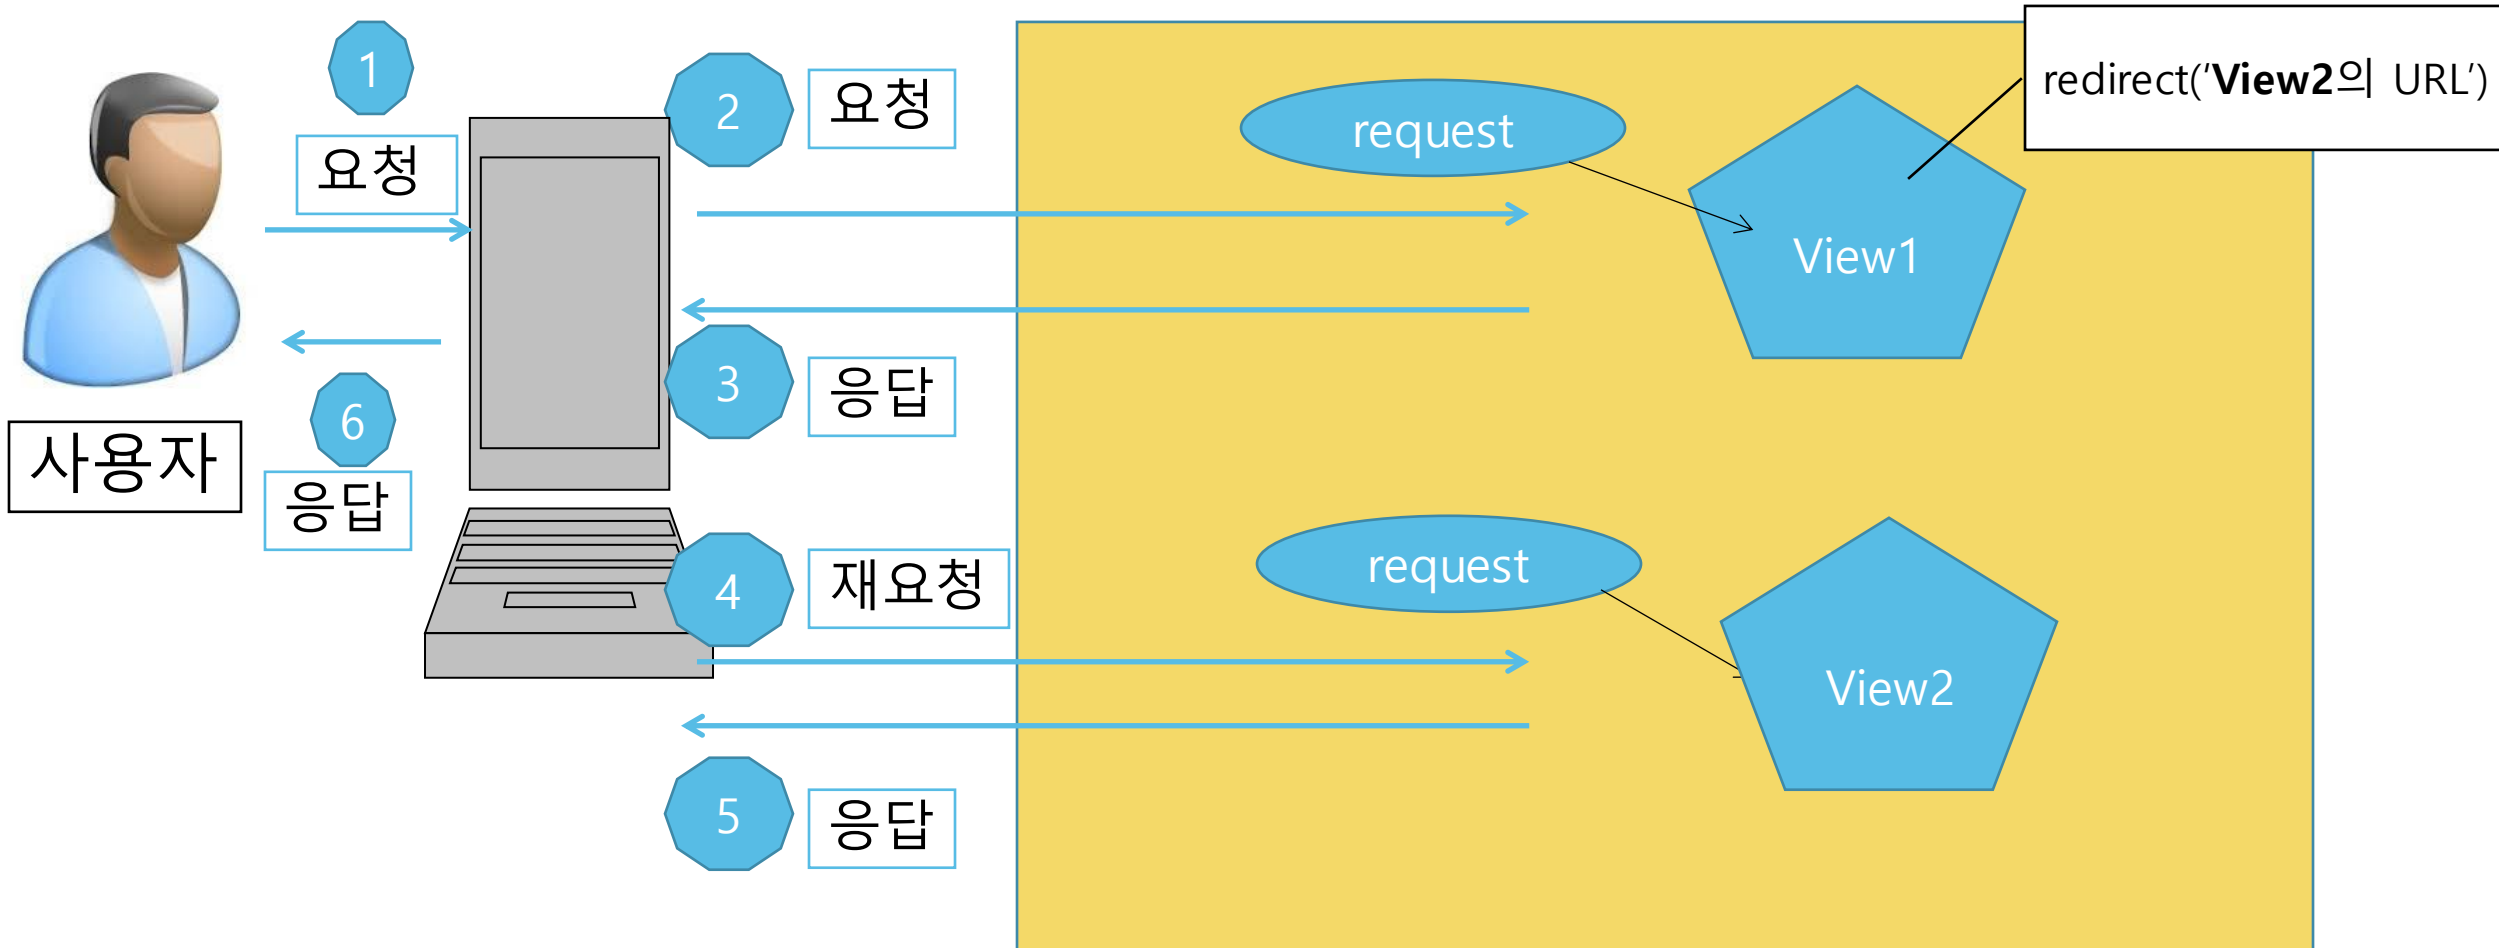 1
요청
사용자
6
응답
2
요청
3
응답
4
재요청
5
응답
request
View1
redirect(‘View2의 URL’)
request
View2